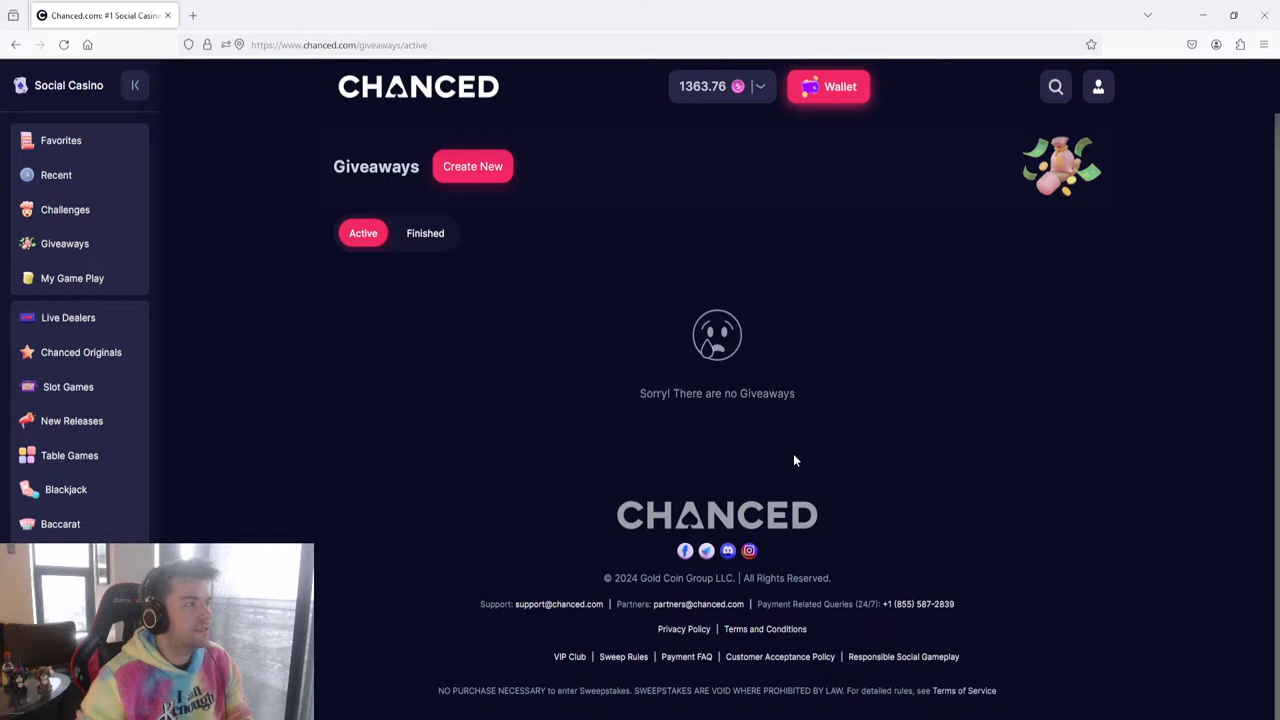 Chanced.com: #1 Social Casino
https://www.chanced.com/giveaways/active
Social Casino
CHANCED
1363.76
Wallet
Giveaways
Create New
Favorites
Recent
Challenges
Giveaways
My Game Play
Active
Finished
Live Dealers
Chanced Originals
Slot Games
New Releases
Table Games
Blackjack
Baccarat
Sorry! There are no Giveaways
CHANCED
© 2024 Gold Coin Group LLC. | All Rights Reserved.
Support: support@chanced.com | Partners: partners@chanced.com | Payment Related Queries (24/7): +1 (855) 587-2839
Privacy Policy | Terms and Conditions
VIP Club | Sweep Rules | Payment FAQ | Customer Acceptance Policy | Responsible Social Gameplay
NO PURCHASE NECESSARY to enter Sweepstakes. SWEEPSTAKES ARE VOID WHERE PROHIBITED BY LAW. For detailed rules, see Terms of Service